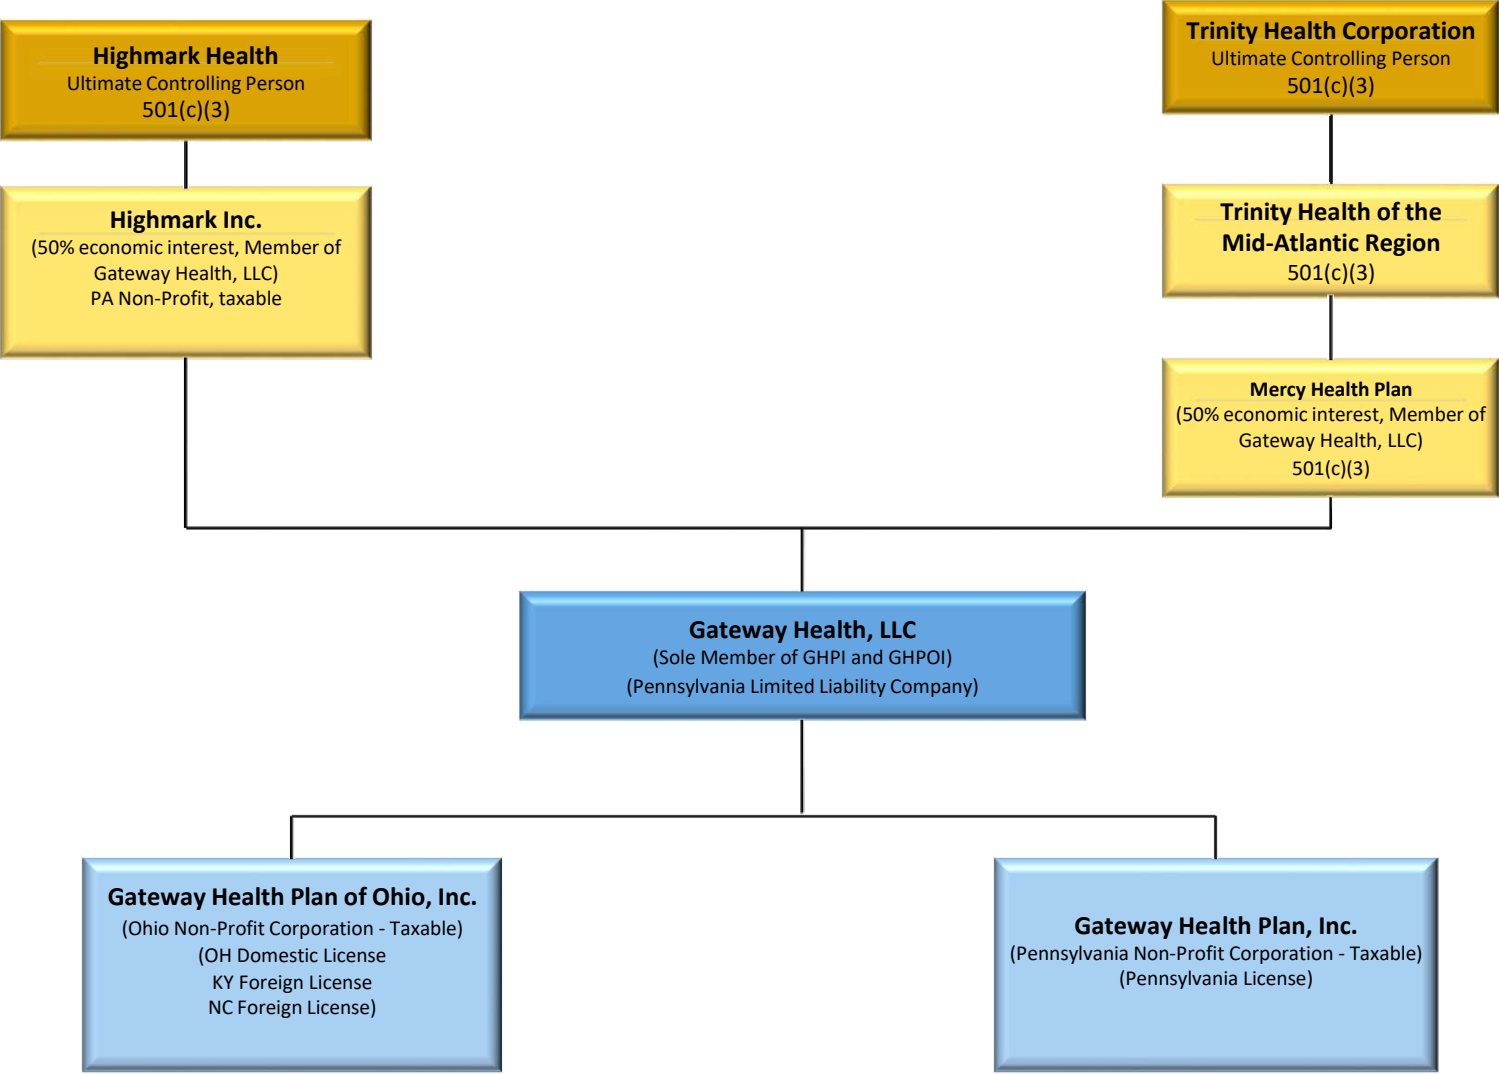 Highmark Health
Ultimate Controlling Person
501(c)(3)
Trinity Health Corporation
Ultimate Controlling Person
501(c)(3)
Highmark Inc.
(50% economic interest, Member of
Gateway Health, LLC)
PA Non-Profit, taxable
Trinity Health of the
Mid-Atlantic Region
501(c)(3)
Mercy Health Plan
(50% economic interest, Member of
Gateway Health, LLC)
501(c)(3)
Gateway Health, LLC
(Sole Member of GHPI and GHPOI)
(Pennsylvania Limited Liability Company)
Gateway Health Plan of Ohio, Inc.
(Ohio Non-Profit Corporation - Taxable)
(OH Domestic License
KY Foreign License
NC Foreign License)
Gateway Health Plan, Inc.
(Pennsylvania Non-Profit Corporation - Taxable)
(Pennsylvania License)